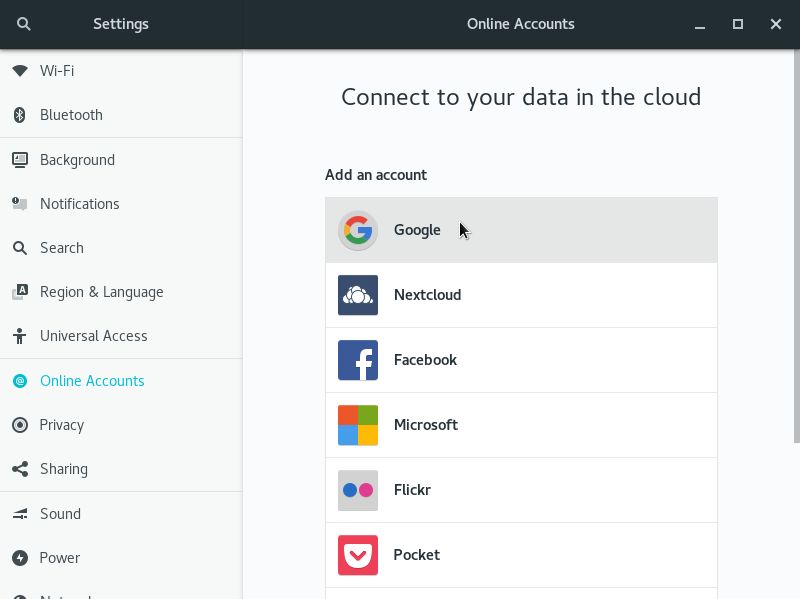 Settings
Online Accounts
Wi-Fi
Bluetooth
Background
Notifications
Search
Region & Language
Universal Access
Online Accounts
Privacy
Sharing
Sound
Power
Connect to your data in the cloud
Add an account
Google
Nextcloud
Facebook
Microsoft
Flickr
Pocket